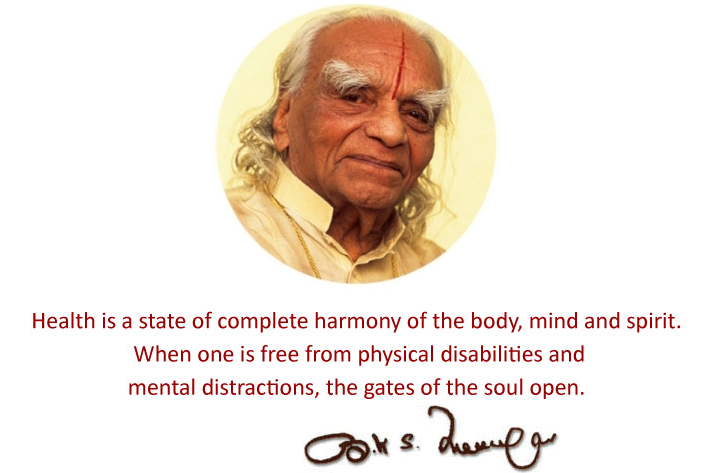 Health is a state of complete harmony of the body, mind and spirit.
When one is free from physical disabilities and
mental distractions, the gates of the soul open.